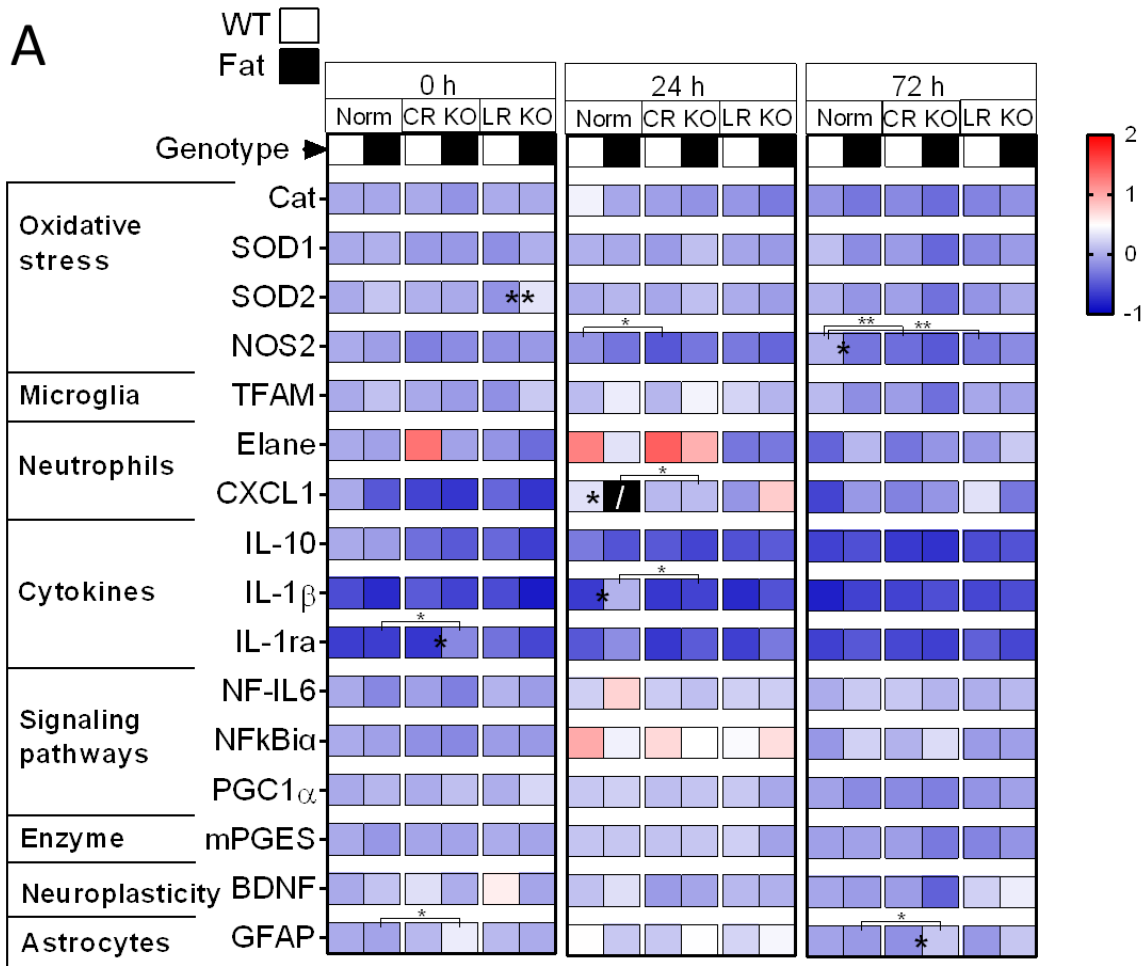 A
WT
Fat
0 h
24 h
72 h
Norm CR KO LR KO
Norm CR KO LR KO
Norm CR KO LR KO
Genotype
Oxidative
stress
Cat
SOD1
SOD2
**
NOS2
*
**
**
*
Microglia
TFAM
Neutrophils
Elane
CXCL1
*
*
/
Cytokines
IL-10
IL-1β
*
*
IL-1ra
*
*
Signaling
pathways
NF-IL6
NFkBiα
PGC1α
Enzyme
mPGES
Neuroplasticity
BDNF
Astrocytes
GFAP
*
*
*
2
1
0
-1